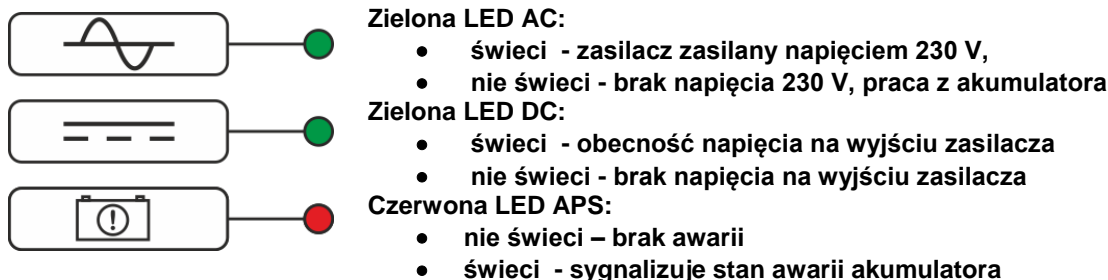 Zielona LED AC:
● świeci - zasilacz zasilany napięciem 230 V,
● nie świeci - brak napięcia 230 V, praca z akumulatora
Zielona LED DC:
● świeci - obecność napięcia na wyjściu zasilacza
● nie świeci - brak napięcia na wyjściu zasilacza
Czerwona LED APS:
● nie świeci – brak awarii
● świeci - sygnalizuje stan awarii akumulatora